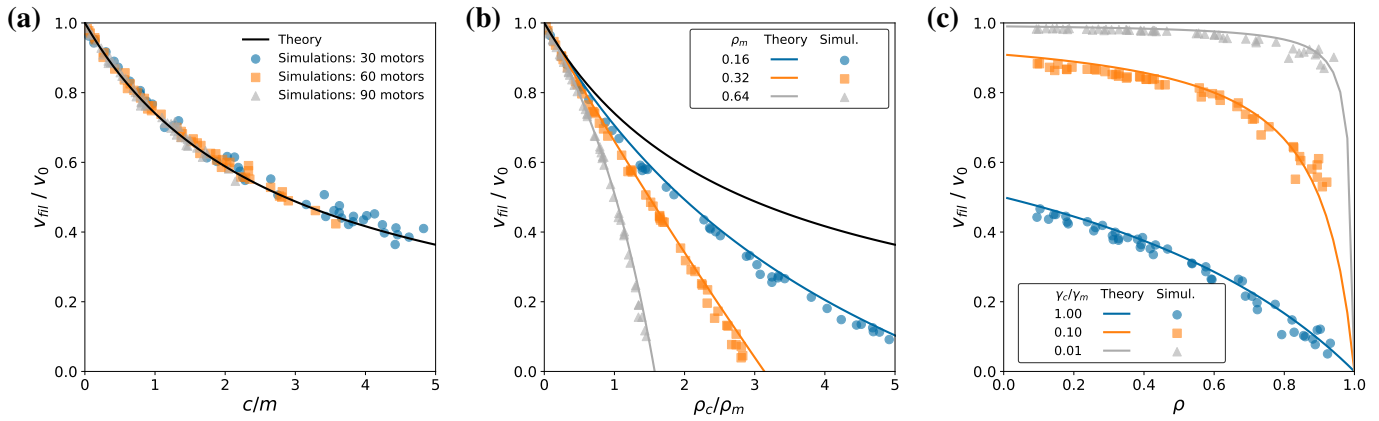 (a)
1.0
0.8
0.6
0.4
0.2
0.0
v_fil / v_0
0 1 2 3 4 5
c/m
Theory
Simulations: 30 motors
Simulations: 60 motors
Simulations: 90 motors
(b)
1.0
0.8
0.6
0.4
0.2
0.0
v_fil / v_0
0 1 2 3 4 5
ρ_c/ρ_m
ρ_m Theory Simul.
0.16
0.32
0.64
(c)
1.0
0.8
0.6
0.4
0.2
0.0
v_fil / v_0
0.0 0.2 0.4 0.6 0.8 1.0
ρ
γ_c/γ_m Theory Simul.
1.00
0.10
0.01